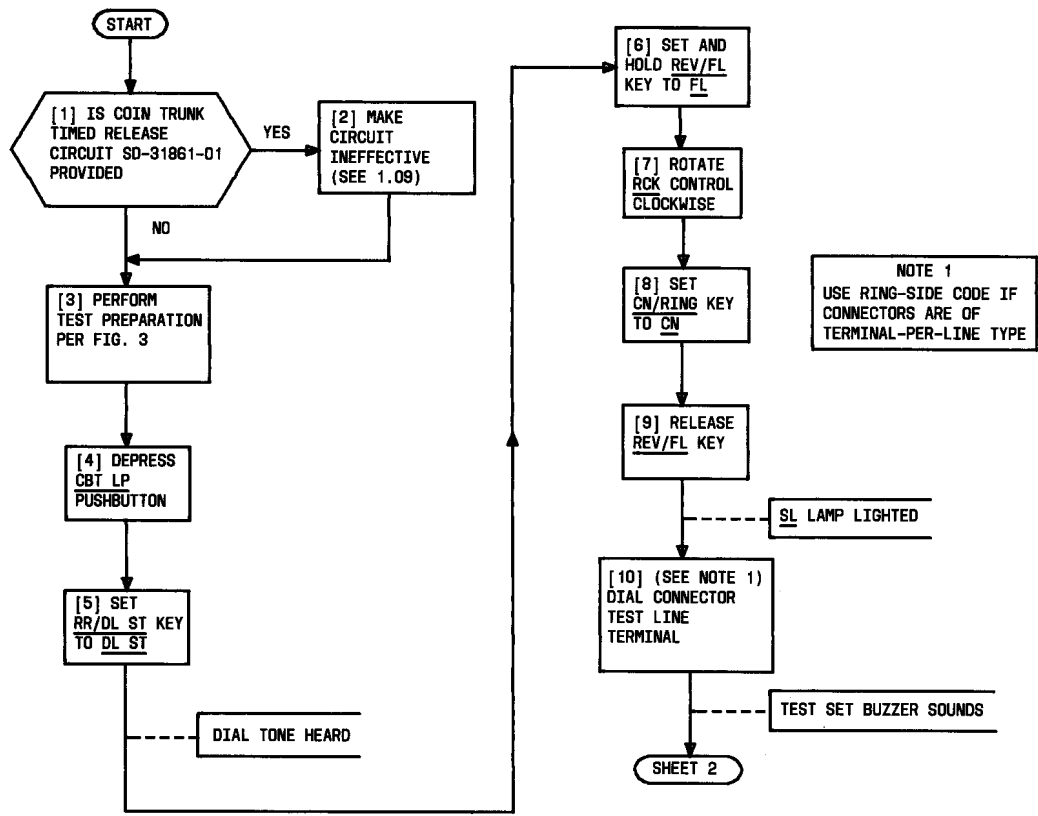 START
[1] IS COIN TRUNK
TIMED RELEASE
CIRCUIT SD-31861-01
PROVIDED
YES
[2] MAKE
CIRCUIT
INEFFECTIVE
(SEE 1.09)
NO
[3] PERFORM
TEST PREPARATION
PER FIG. 3
[4] DEPRESS
CBT LP
PUSHBUTTON
[5] SET
RR/DL ST KEY
TO DL ST
DIAL TONE HEARD
[6] SET AND
HOLD REV/FL
KEY TO FL
[7] ROTATE
RCK CONTROL
CLOCKWISE
[8] SET
CN/RING KEY
TO CN
[9] RELEASE
REV/FL KEY
SL LAMP LIGHTED
[10] (SEE NOTE 1)
DIAL CONNECTOR
TEST LINE
TERMINAL
TEST SET BUZZER SOUNDS
SHEET 2
NOTE 1
USE RING-SIDE CODE IF
CONNECTORS ARE OF
TERMINAL-PER-LINE TYPE